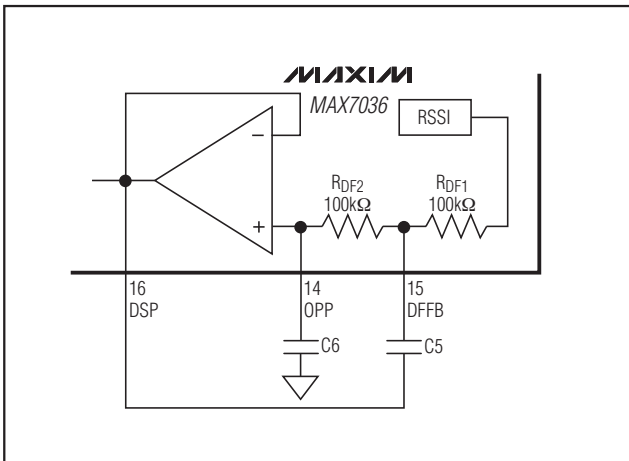 MAXIM
MAX7036
RSSI
−
+
RDF2
100kΩ
RDF1
100kΩ
16
DSP
14
OPP
15
DFFB
C6
C5